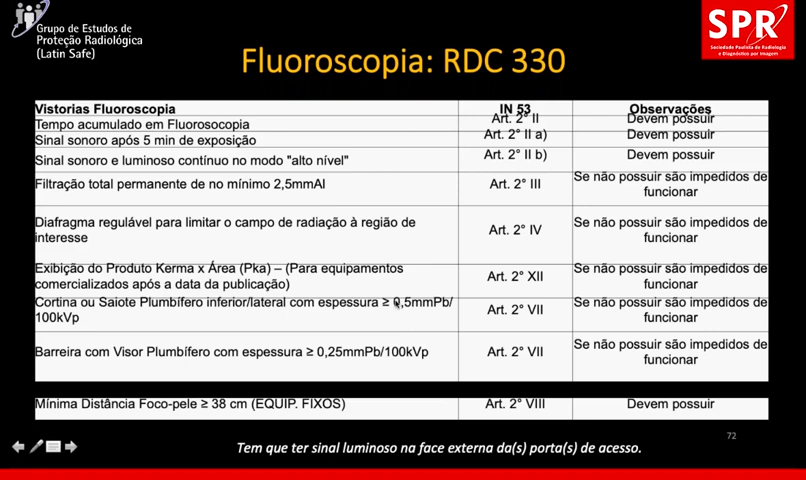 Grupo de Estudos de
Proteção Radiológica
(Latin Safe)
SPR
Sociedade Paulista de Radiologia
e Diagnóstico por Imagem
Fluoroscopia: RDC 330
Vistorias Fluoroscopia IN 53 Observações
Tempo acumulado em Fluorosocopia Art. 2° II Devem possuir
Sinal sonoro após 5 min de exposição Art. 2° II a) Devem possuir
Sinal sonoro e luminoso contínuo no modo "alto nível" Art. 2° II b) Devem possuir
Filtração total permanente de no mínimo 2,5mmAl Art. 2° III Se não possuir são impedidos de
funcionar
Diafragma regulável para limitar o campo de radiação à região de
interesse Art. 2° IV Se não possuir são impedidos de
funcionar
Exibição do Produto Kerma x Área (Pka) – (Para equipamentos
comercializados após a data da publicação) Art. 2° XII Se não possuir são impedidos de
funcionar
Cortina ou Saiote Plumbífero inferior/lateral com espessura ≥ 0,5mmPb/
100kVp Art. 2° VII Se não possuir são impedidos de
funcionar
Barreira com Visor Plumbífero com espessura ≥ 0,25mmPb/100kVp Art. 2° VII Se não possuir são impedidos de
funcionar
Mínima Distância Foco-pele ≥ 38 cm (EQUIP. FIXOS) Art. 2° VIII Devem possuir
72
Tem que ter sinal luminoso na face externa da(s) porta(s) de acesso.